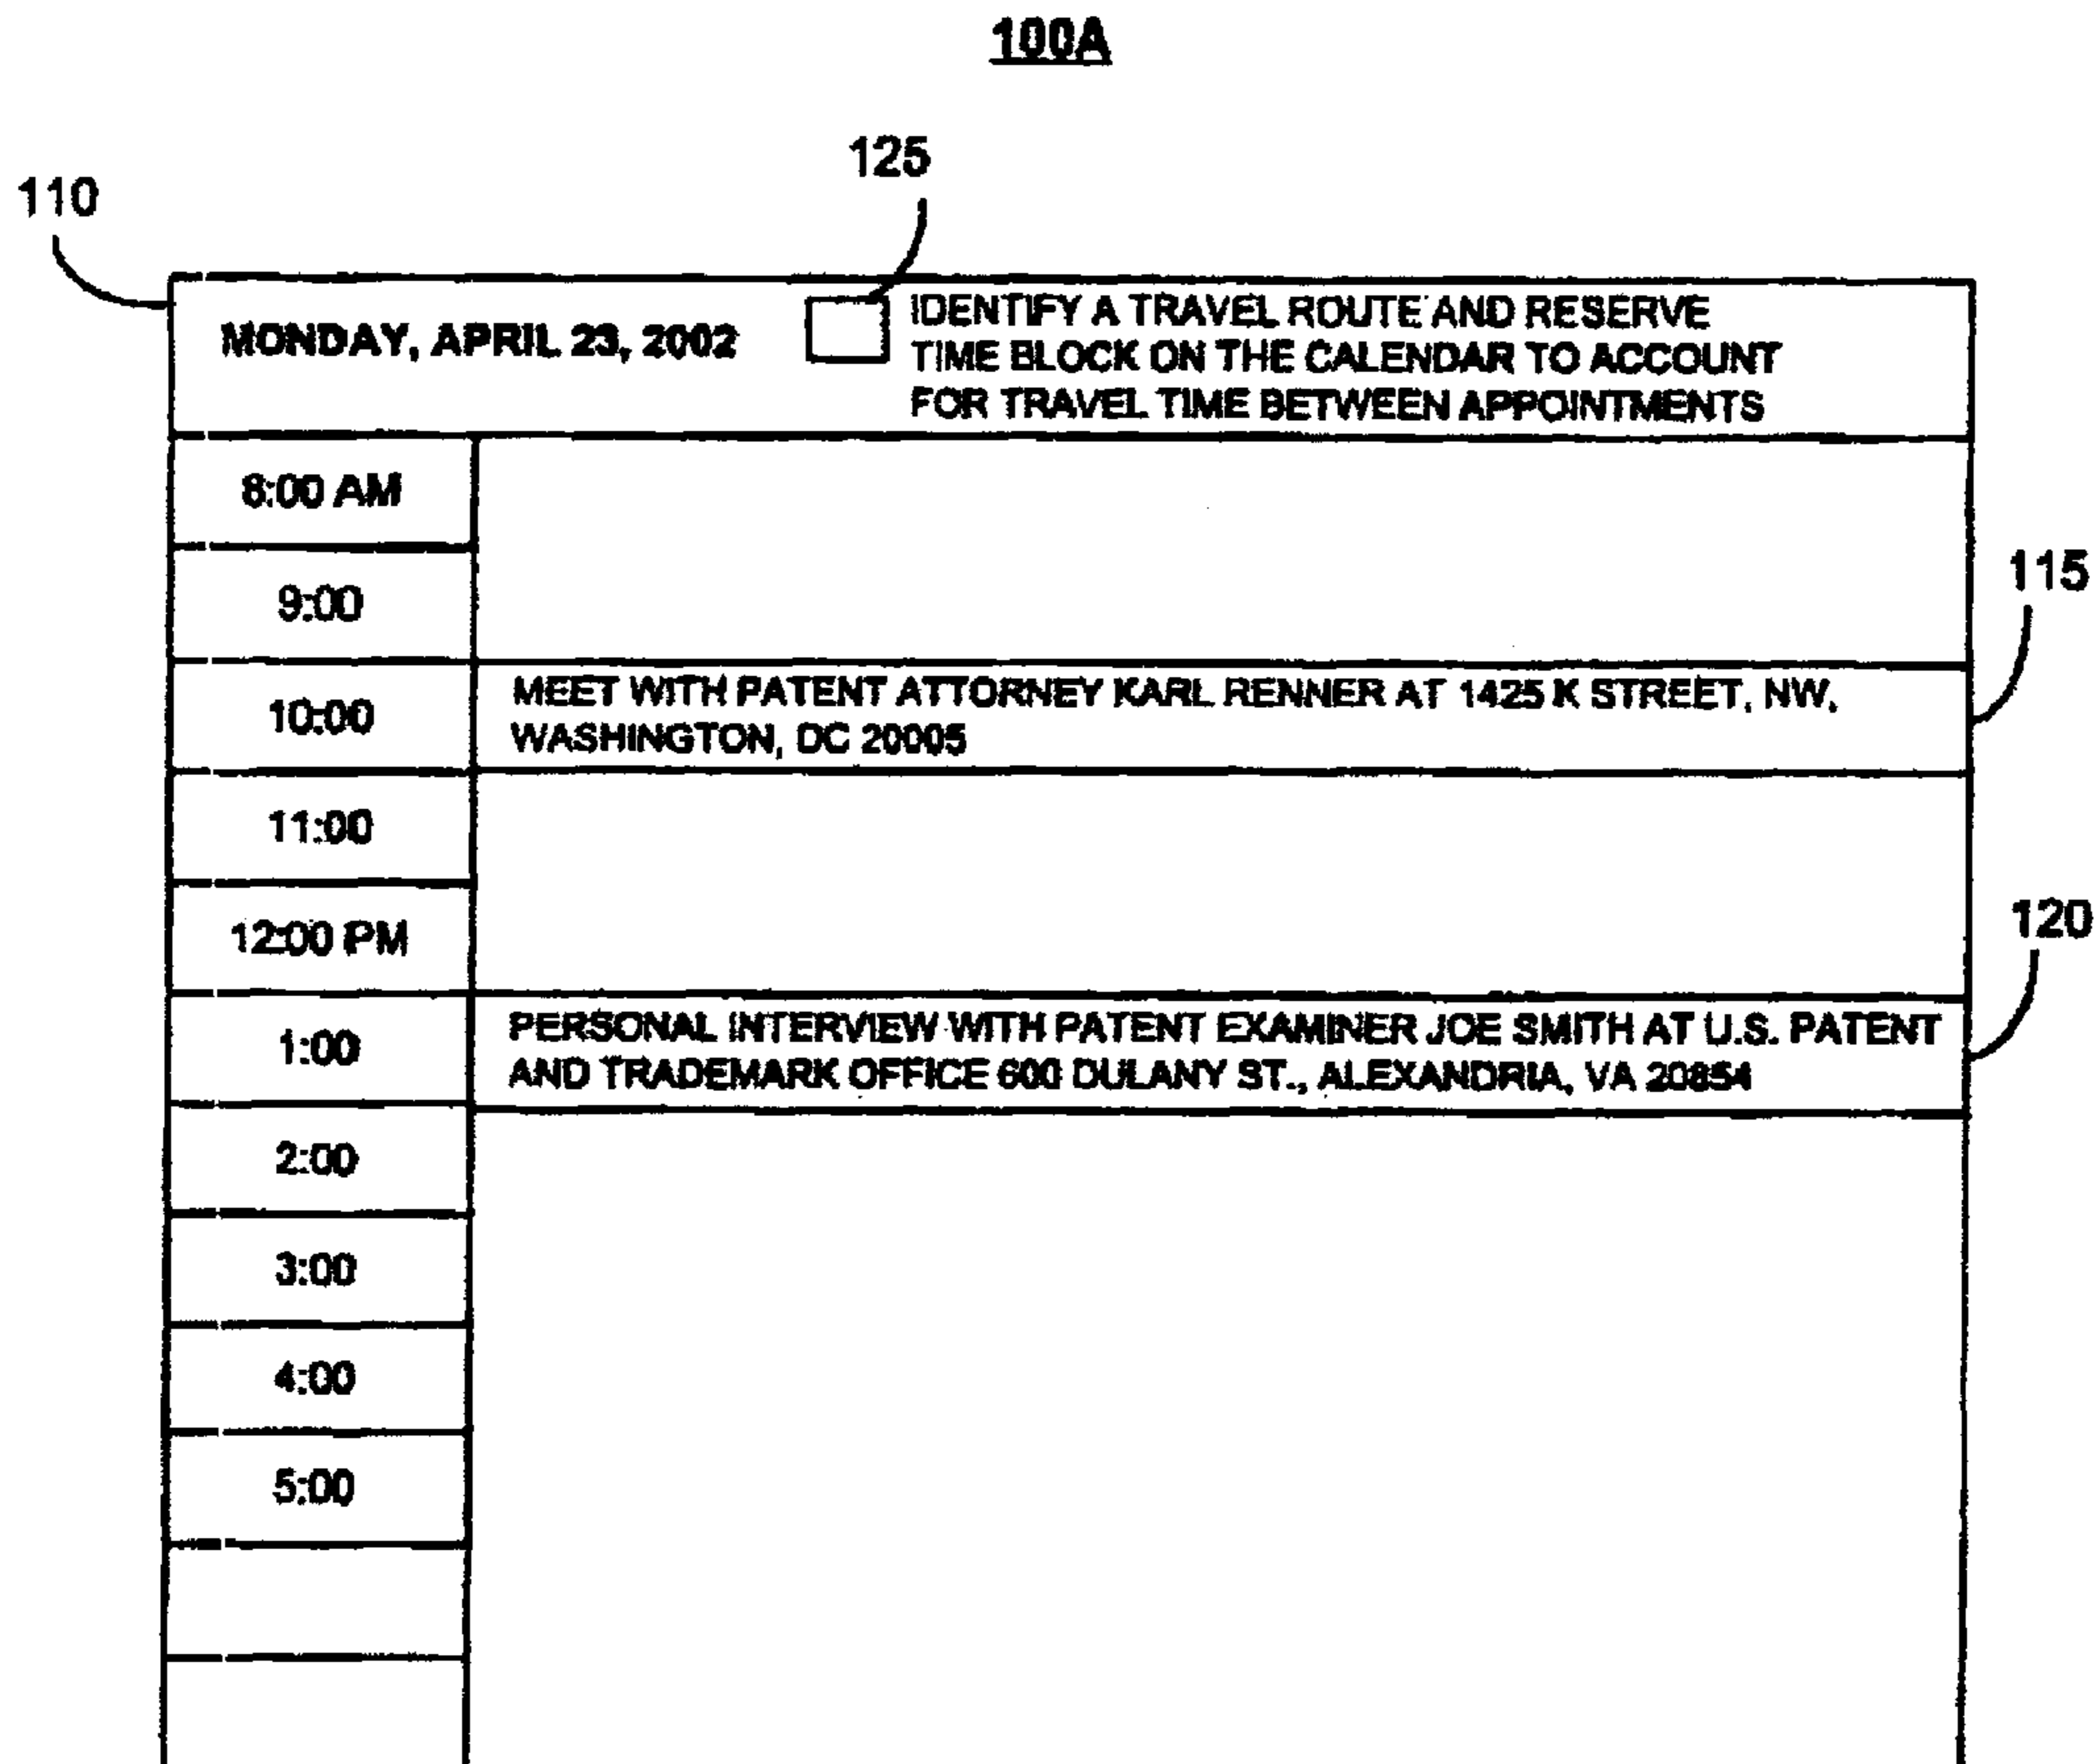 100A
125
110
MONDAY, APRIL 23, 2002
IDENTIFY A TRAVEL ROUTE AND RESERVE
TIME BLOCK ON THE CALENDAR TO ACCOUNT
FOR TRAVEL TIME BETWEEN APPOINTMENTS
8:00 AM
9:00
115
10:00
MEET WITH PATENT ATTORNEY KARL RENNER AT 1425 K STREET, NW,
WASHINGTON, DC 20005
11:00
12:00 PM
120
1:00
PERSONAL INTERVIEW WITH PATENT EXAMINER JOE SMITH AT U.S. PATENT
AND TRADEMARK OFFICE 600 DULANY ST., ALEXANDRIA, VA 20854
2:00
3:00
4:00
5:00